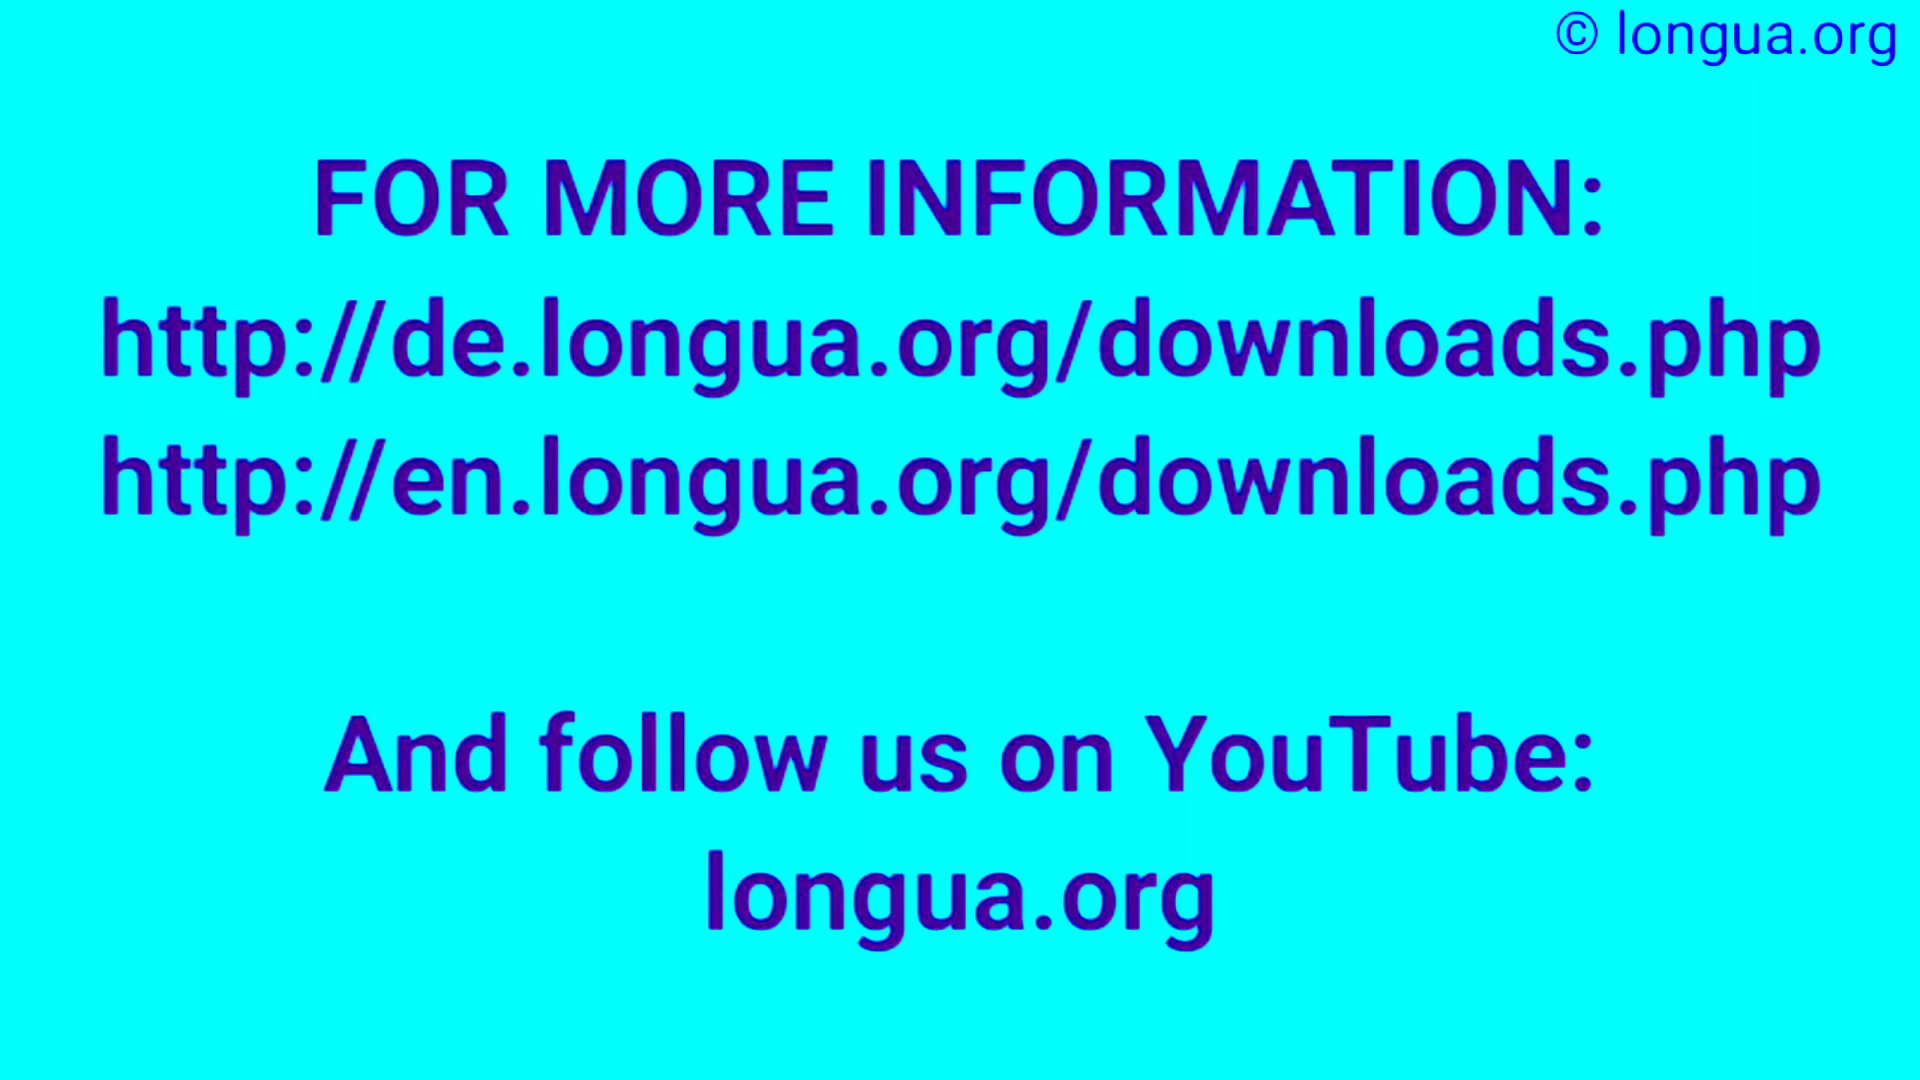 © longua.org
FOR MORE INFORMATION:
http://de.longua.org/downloads.php
http://en.longua.org/downloads.php
And follow us on YouTube:
longua.org